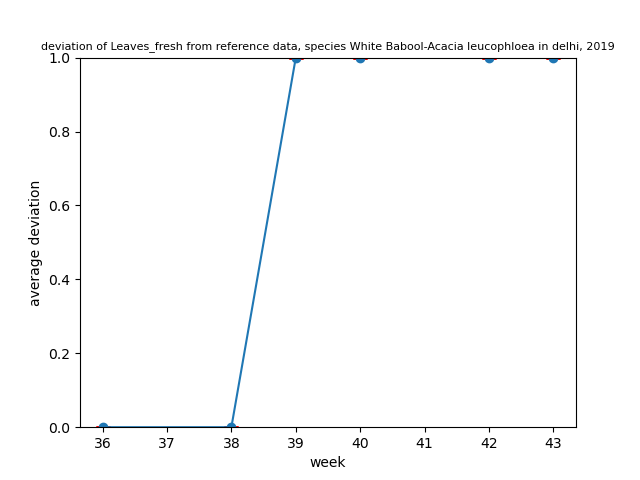 deviation of Leaves_fresh from reference data, species White Babool-Acacia leucophloea in delhi, 2019
1.0
0.8
0.6
0.4
0.2
0.0
average deviation
36 37 38 39 40 41 42 43
week